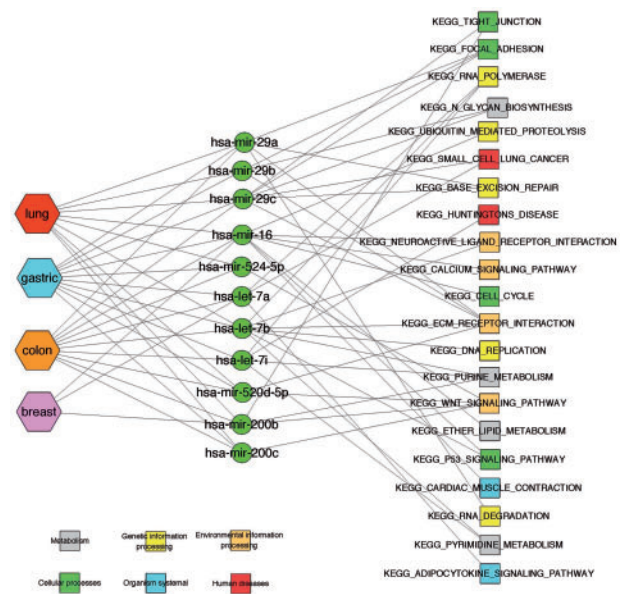 lung
gastric
colon
breast
hsa-mir-29a
hsa-mir-29b
hsa-mir-29c
hsa-mir-16
hsa-mir-524-5p
hsa-let-7a
hsa-let-7b
hsa-let-7i
hsa-mir-520d-5p
hsa-mir-200b
hsa-mir-200c
KEGG_TIGHT_JUNCTION
KEGG_FOCAL_ADHESION
KEGG_RNA_POLYMERASE
KEGG_N_GLYCAN_BIOSYNTHESIS
KEGG_UBIQUITIN_MEDIATED_PROTEOLYSIS
KEGG_SMALL_CELL_LUNG_CANCER
KEGG_BASE_EXCISION_REPAIR
KEGG_HUNTINGTONS_DISEASE
KEGG_NEUROACTIVE_LIGAND_RECEPTOR_INTERACTION
KEGG_CALCIUM_SIGNALING_PATHWAY
KEGG_CELL_CYCLE
KEGG_ECM_RECEPTOR_INTERACTION
KEGG_DNA_REPLICATION
KEGG_PURINE_METABOLISM
KEGG_WNT_SIGNALING_PATHWAY
KEGG_ETHER_LIPID_METABOLISM
KEGG_P53_SIGNALING_PATHWAY
KEGG_CARDIAC_MUSCLE_CONTRACTION
KEGG_RNA_DEGRADATION
KEGG_PYRIMIDINE_METABOLISM
KEGG_ADIPOCYTOKINE_SIGNALING_PATHWAY
Metabolism
Genetic information
processing
Environmental information
processing
Cellular processes
Organism systemal
Human diseases